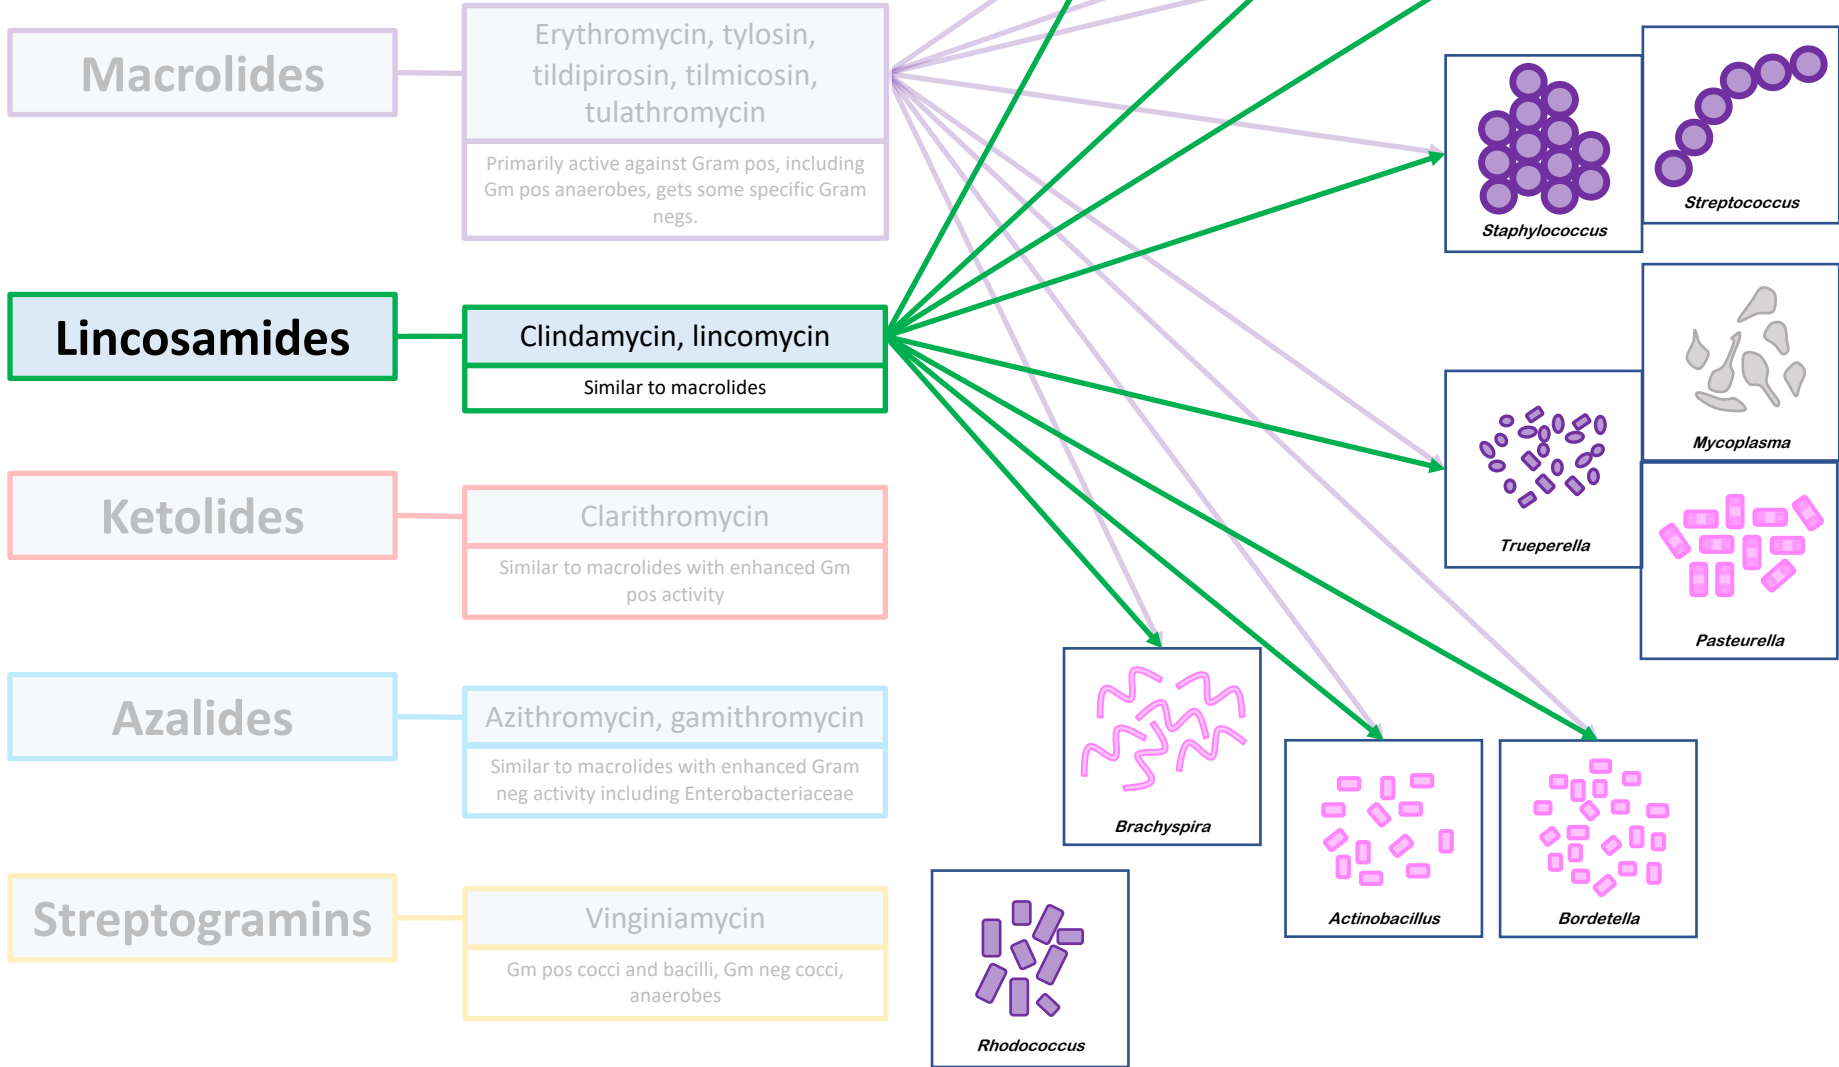 Macrolides
Erythromycin, tylosin,
tildipirosin, tilmicosin,
tulathromycin
Primarily active against Gram pos, including
Gm pos anaerobes, gets some specific Gram
negs.
Lincosamides
Clindamycin, lincomycin
Similar to macrolides
Ketolides
Clarithromycin
Similar to macrolides with enhanced Gm
pos activity
Azalides
Azithromycin, gamithromycin
Similar to macrolides with enhanced Gram
neg activity including Enterobacteriaceae
Streptogramins
Vinginiamycin
Gm pos cocci and bacilli, Gm neg cocci,
anaerobes
Staphylococcus
Streptococcus
Mycoplasma
Trueperella
Pasteurella
Brachyspira
Actinobacillus
Bordetella
Rhodococcus